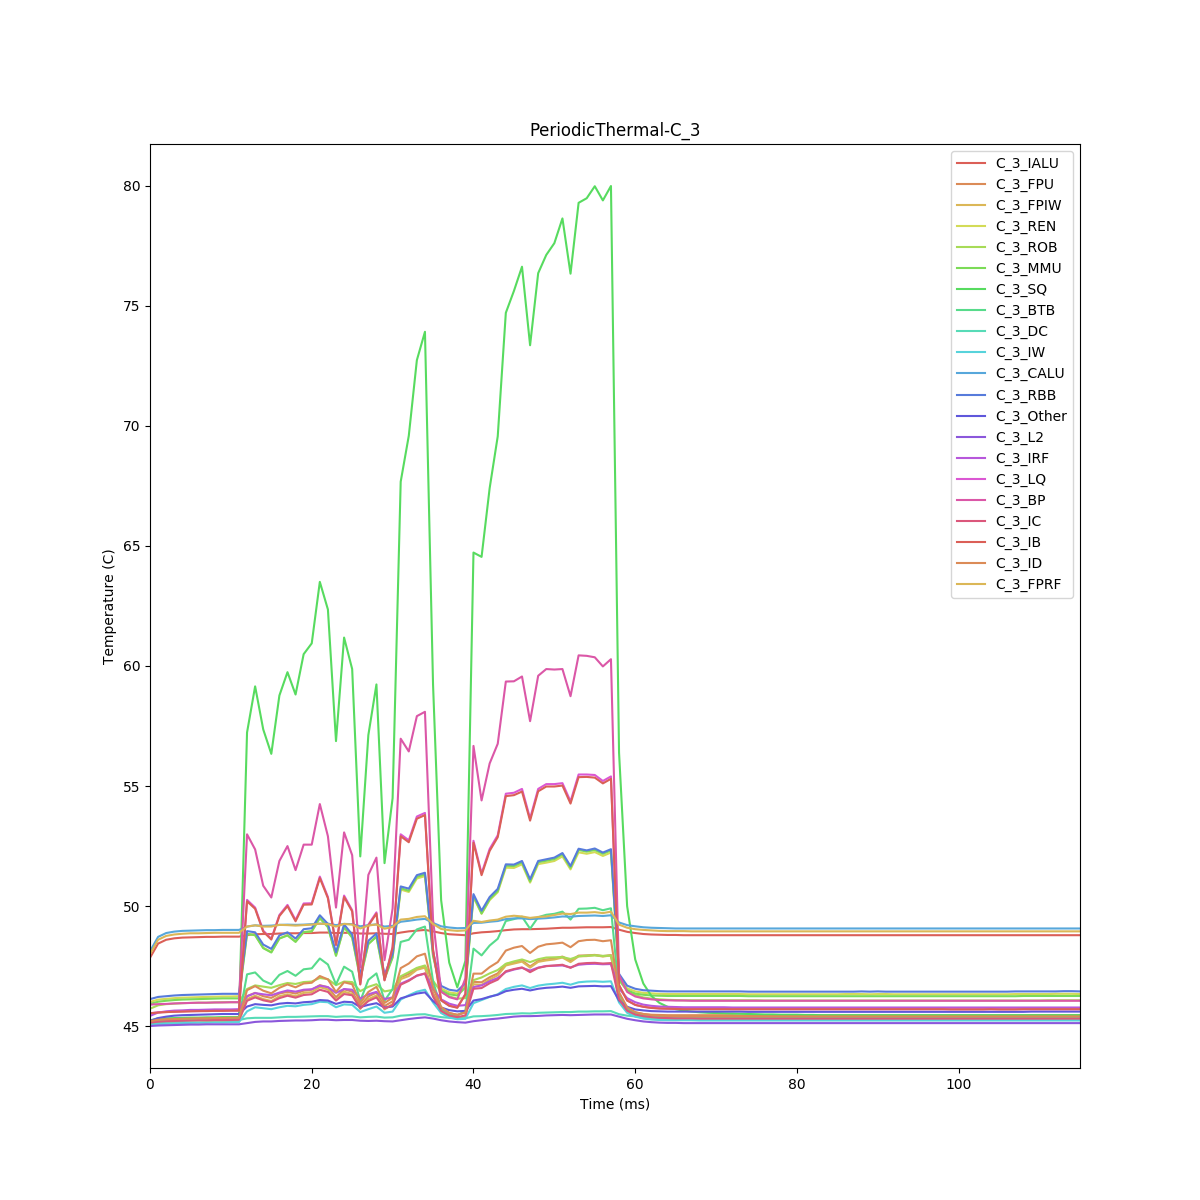 PeriodicThermal-C_3
C_3_IALU
C_3_FPU
C_3_FPIW
C_3_REN
C_3_ROB
C_3_MMU
C_3_SQ
C_3_BTB
C_3_DC
C_3_IW
C_3_CALU
C_3_RBB
C_3_Other
C_3_L2
C_3_IRF
C_3_LQ
C_3_BP
C_3_IC
C_3_IB
C_3_ID
C_3_FPRF
80
75
70
65
60
55
50
45
Temperature (C)
0 20 40 60 80 100
Time (ms)